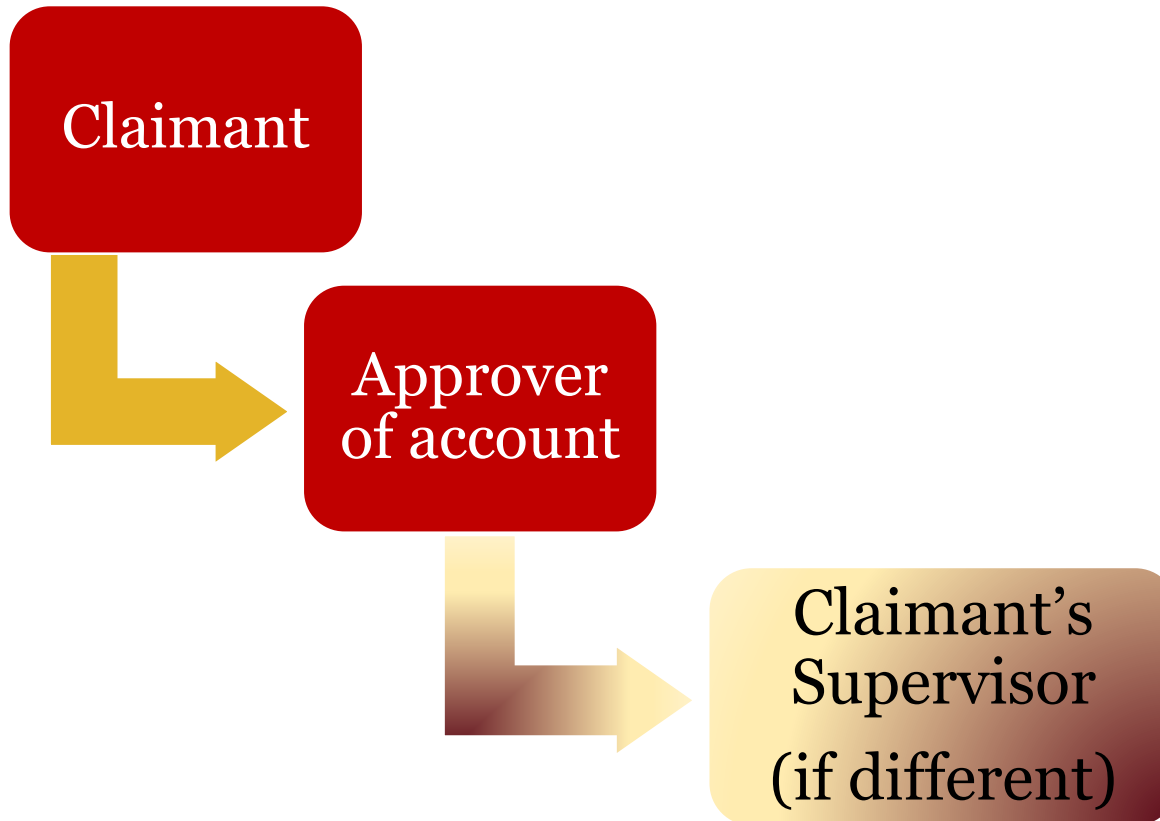 Claimant
Approver
of account
Claimant’s
Supervisor
(if different)